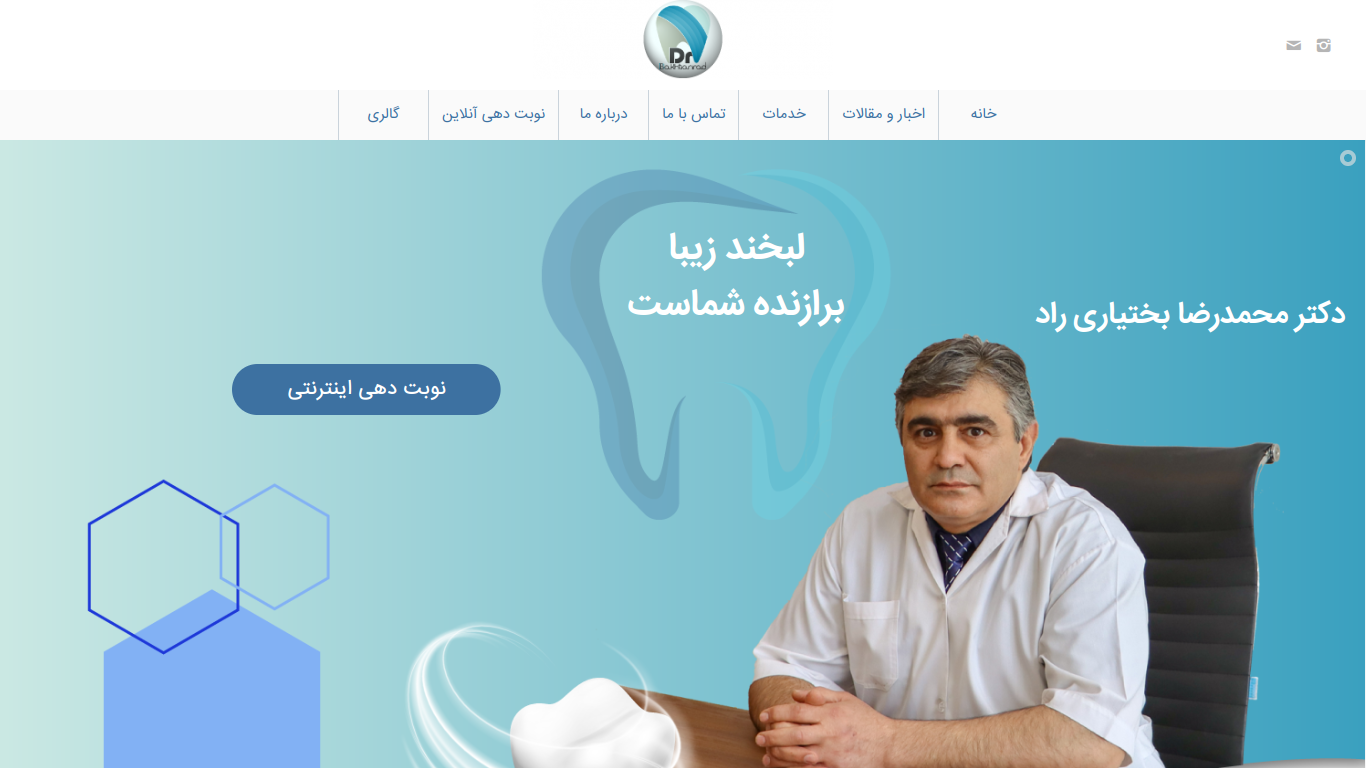 Dr
Bakhtiarirad
خانه
اخبار و مقالات
خدمات
تماس با ما
درباره ما
نوبت دهی آنلاین
گالری
لبخند زیبا
برازنده شماست
دکتر محمدرضا بختیاری راد
نوبت دهی اینترنتی